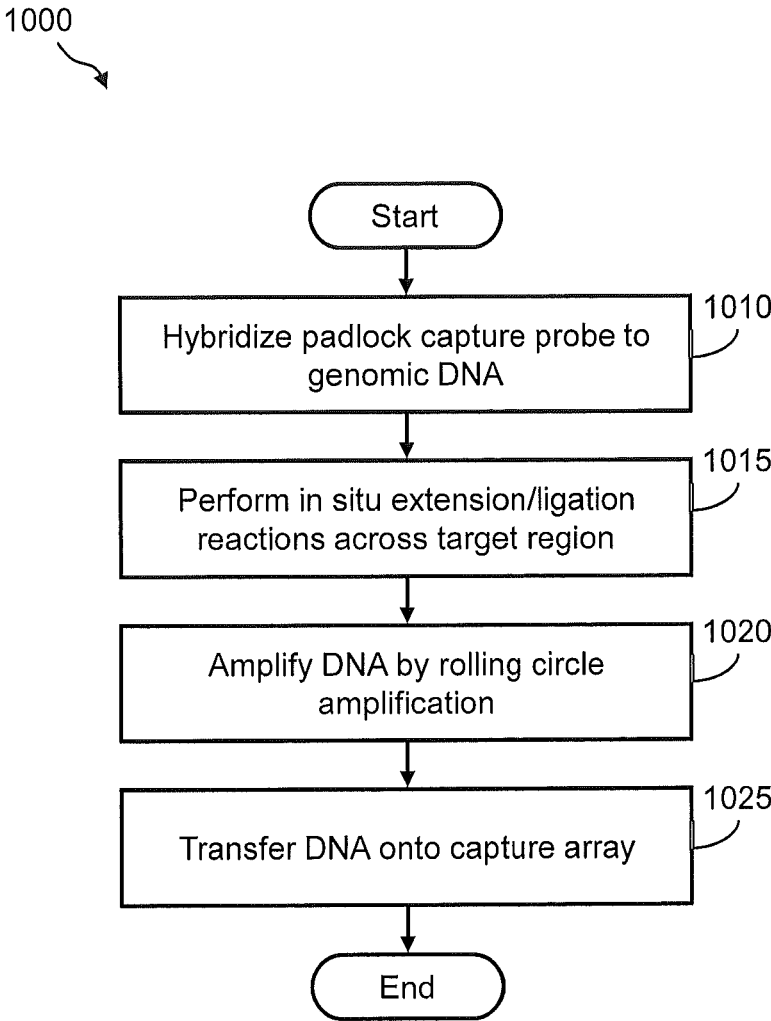 1000
Start
1010
Hybridize padlock capture probe to
genomic DNA
1015
Perform in situ extension/ligation
reactions across target region
1020
Amplify DNA by rolling circle
amplification
1025
Transfer DNA onto capture array
End